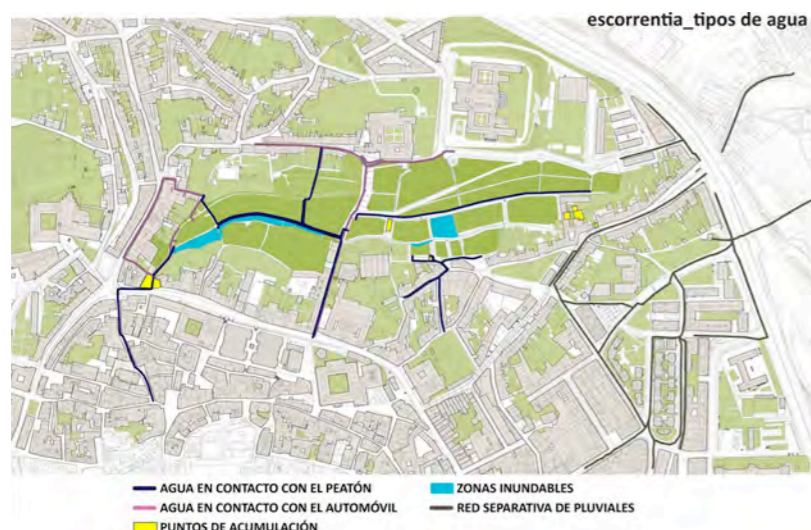 escorrentia_tipos de agua
AGUA EN CONTACTO CON EL PEATÓN
ZONAS INUNDABLES
AGUA EN CONTACTO CON EL AUTOMÓVIL
RED SEPARATIVA DE PLUVIALES
PUNTOS DE ACUMULACIÓN